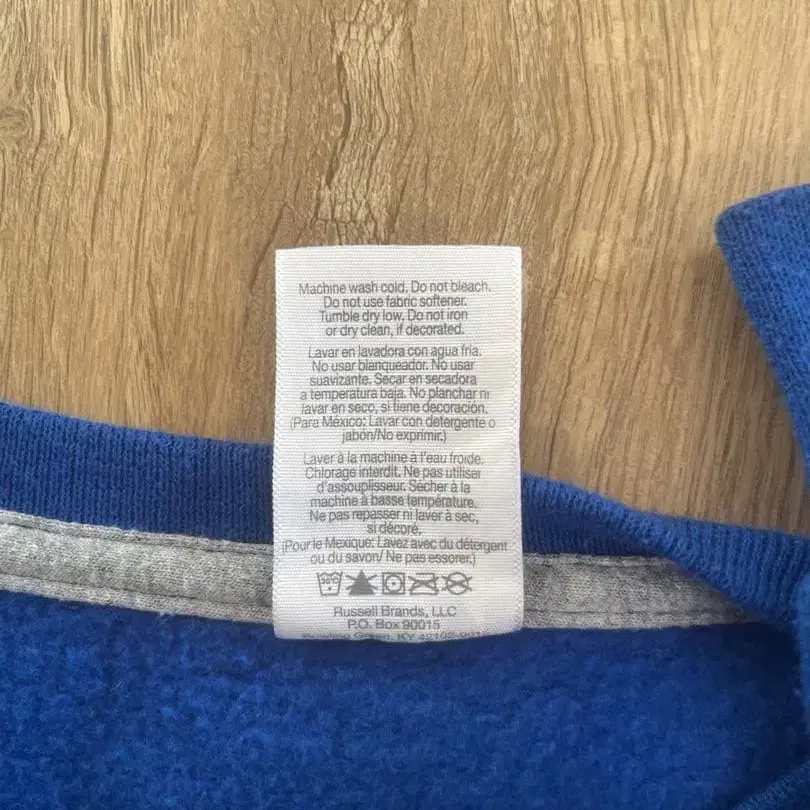 Machine wash cold, Do not bleach.
Do not use fabric softener.
Tumble dry low. Do not iron
or dry clean, if decorated.
Lavar en lavadora con agua fria.
No usar blanqueador. No usar
suavizante. Secar en secadora
a temperatura baja. No planchar ni
lavar en seco, si tiene decoración.
(Para México: Lavar con detergente o
jabón/No exprimir.)
Laver à la machine à l'eau froide.
Chlorage interdit. Ne pas utiliser
d'assouplisseur. Sécher à la
machine à basse température.
Ne pas repasser ni laver à sec,
si décoré.
(Pour le Mexique: Lavez avec du détergent
ou du savon/ Ne pas essorer.)
30°C
Russell Brands, LLC
P.O. Box 90015
Bowling Green, KY